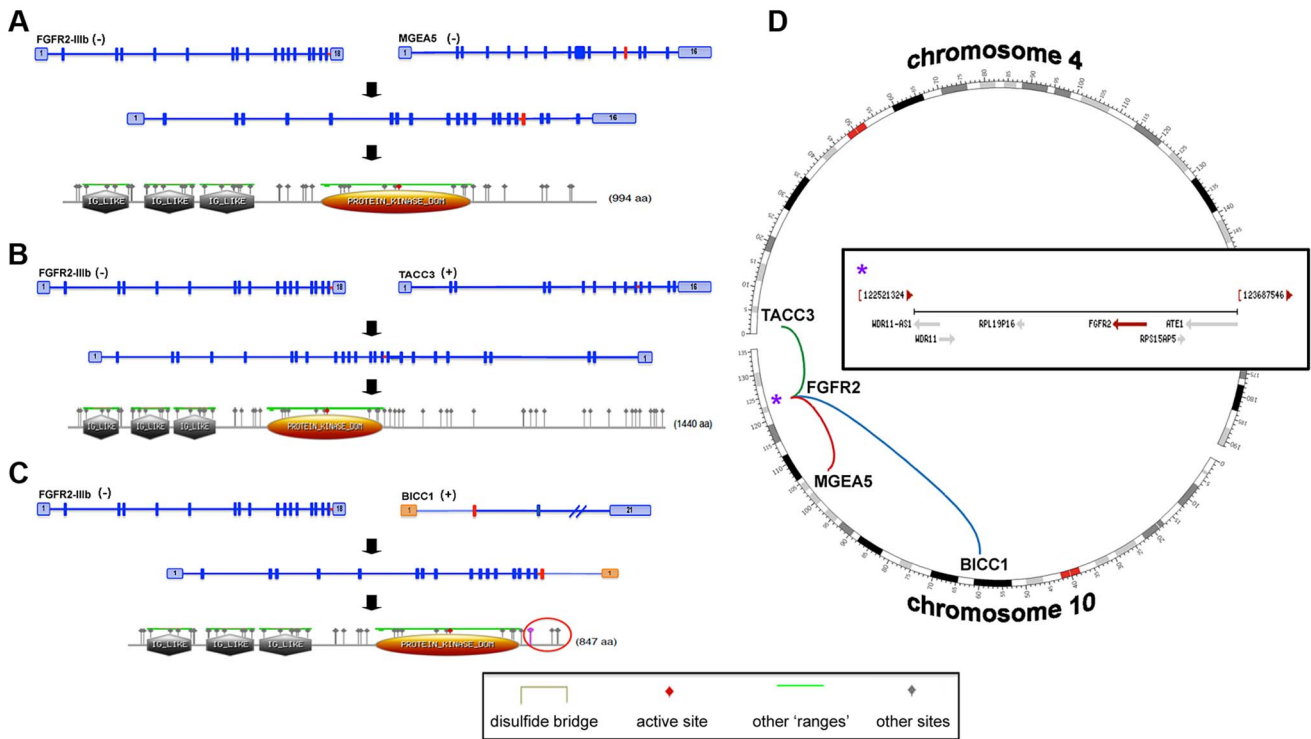 A
FGFR2-IIIb (-)
1
18
MGEA5 (-)
1
16
1
16
IG_LIKE
IG_LIKE
IG_LIKE
PROTEIN_KINASE_DOM
(994 aa)
B
FGFR2-IIIb (-)
1
18
TACC3 (+)
1
16
1
1
IG_LIKE
IG_LIKE
IG_LIKE
PROTEIN_KINASE_DOM
(1440 aa)
C
FGFR2-IIIb (-)
1
18
BICC1 (+)
1
21
1
1
IG_LIKE
IG_LIKE
IG_LIKE
PROTEIN_KINASE_DOM
(847 aa)
disulfide bridge
active site
other 'ranges'
other sites
D
chromosome 4
*
[122521324
123687546
WDR11-AS1
RPL19P16
FGFR2
ATE1
WDR11
RPS15AP5
TACC3
FGFR2
*
MGEA5
BICC1
chromosome 10